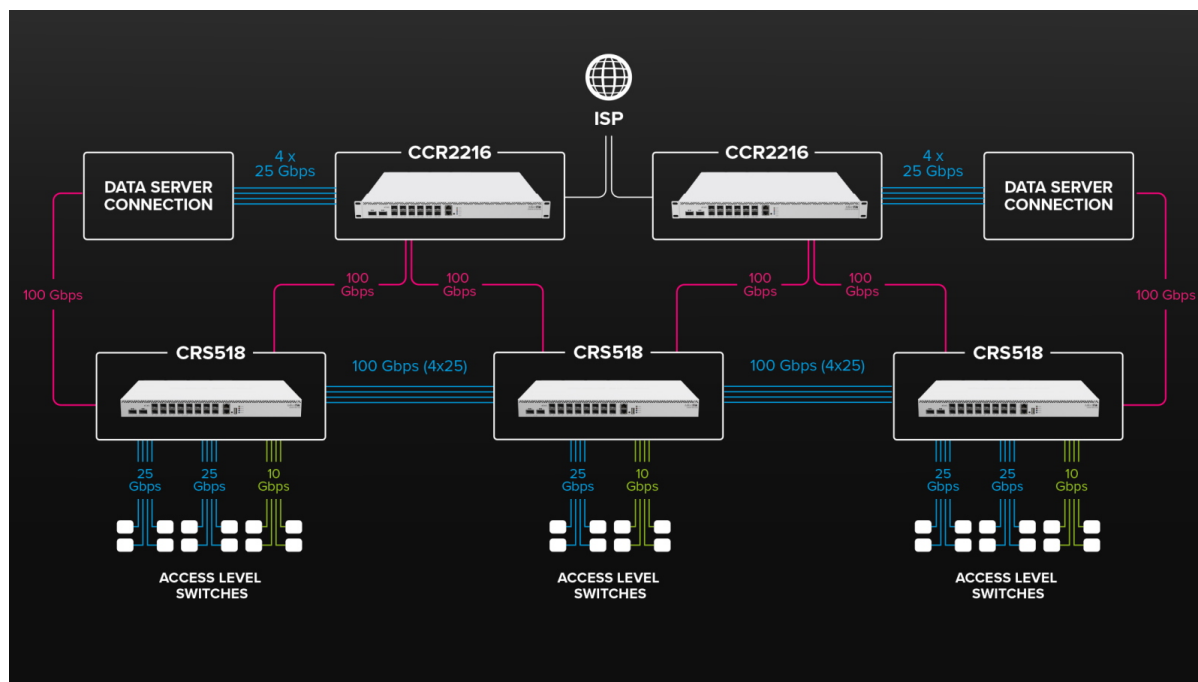 ISP
CCR2216
CCR2216
4 x
25 Gbps
4 x
25 Gbps
DATA SERVER
CONNECTION
DATA SERVER
CONNECTION
100
Gbps
100
Gbps
100
Gbps
100
Gbps
100 Gbps
100 Gbps
CRS518
CRS518
CRS518
100 Gbps (4x25)
100 Gbps (4x25)
25
Gbps
25
Gbps
10
Gbps
25
Gbps
10
Gbps
25
Gbps
25
Gbps
10
Gbps
ACCESS LEVEL
SWITCHES
ACCESS LEVEL
SWITCHES
ACCESS LEVEL
SWITCHES